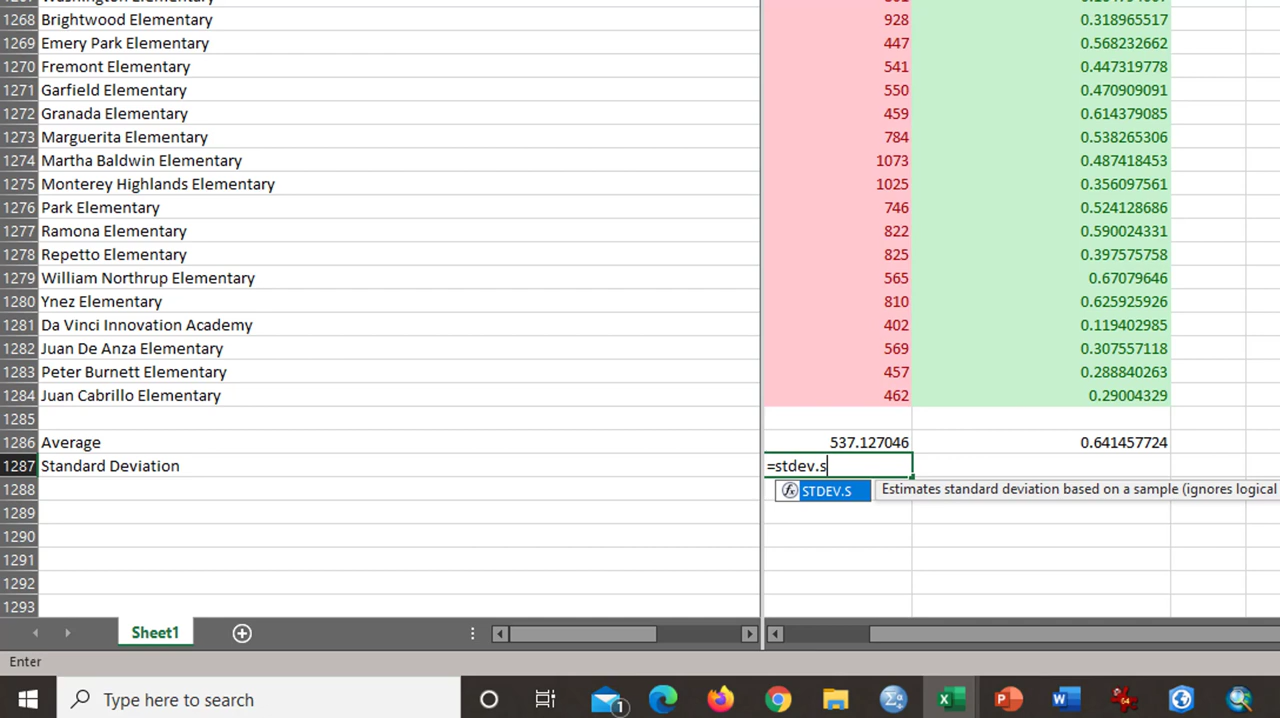 1268 Brightwood Elementary 928 0.318965517
1269 Emery Park Elementary 447 0.568232662
1270 Fremont Elementary 541 0.447319778
1271 Garfield Elementary 550 0.470909091
1272 Granada Elementary 459 0.614379085
1273 Marguerita Elementary 784 0.538265306
1274 Martha Baldwin Elementary 1073 0.487418453
1275 Monterey Highlands Elementary 1025 0.356097561
1276 Park Elementary 746 0.524128686
1277 Ramona Elementary 822 0.590024331
1278 Repetto Elementary 825 0.397575758
1279 William Northrup Elementary 565 0.67079646
1280 Ynez Elementary 810 0.625925926
1281 Da Vinci Innovation Academy 402 0.119402985
1282 Juan De Anza Elementary 569 0.307557118
1283 Peter Burnett Elementary 457 0.288840263
1284 Juan Cabrillo Elementary 462 0.29004329
1285
1286 Average 537.127046 0.641457724
1287 Standard Deviation =stdev.s
1288 fx STDEV.S Estimates standard deviation based on a sample (ignores logical
1289
1290
1291
1292
1293
Sheet1
Enter
Type here to search 1 64